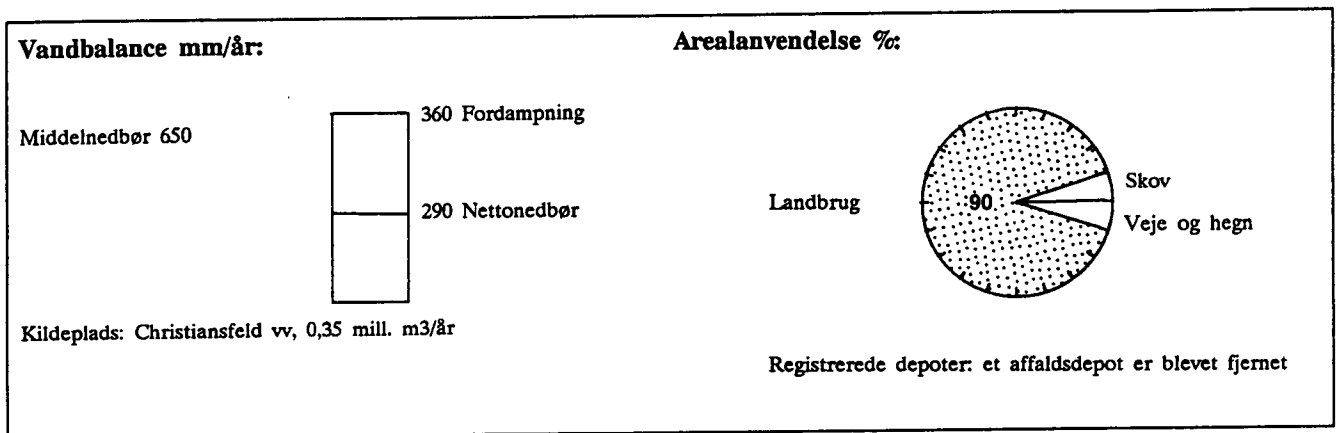 Vandbalance mm/år:
Middelnedbør 650
360 Fordampning
290 Nettonedbør
Kildeplads: Christiansfeld vv, 0,35 mill. m3/år
Arealanvendelse %:
Landbrug
90
Skov
Veje og hegn
Registrerede depoter: et affaldsdepot er blevet fjernet